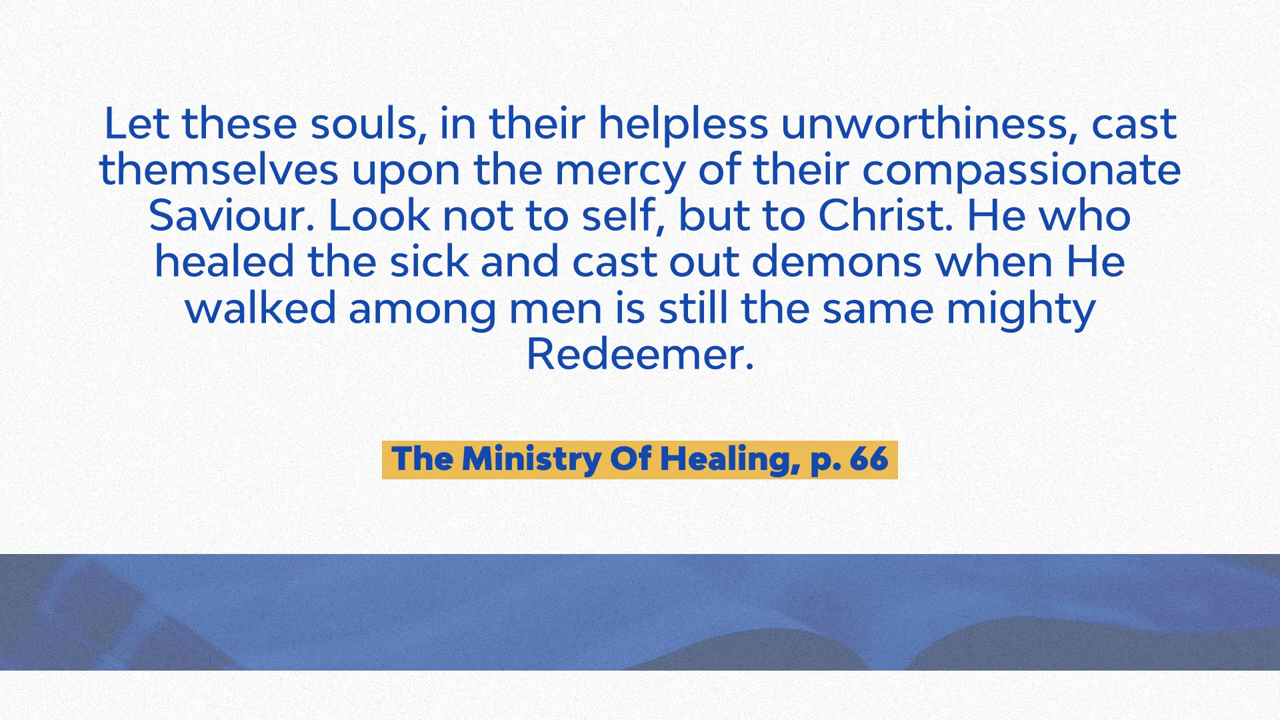 Let these souls, in their helpless unworthiness, cast
themselves upon the mercy of their compassionate
Saviour. Look not to self, but to Christ. He who
healed the sick and cast out demons when He
walked among men is still the same mighty
Redeemer.
The Ministry Of Healing, p. 66